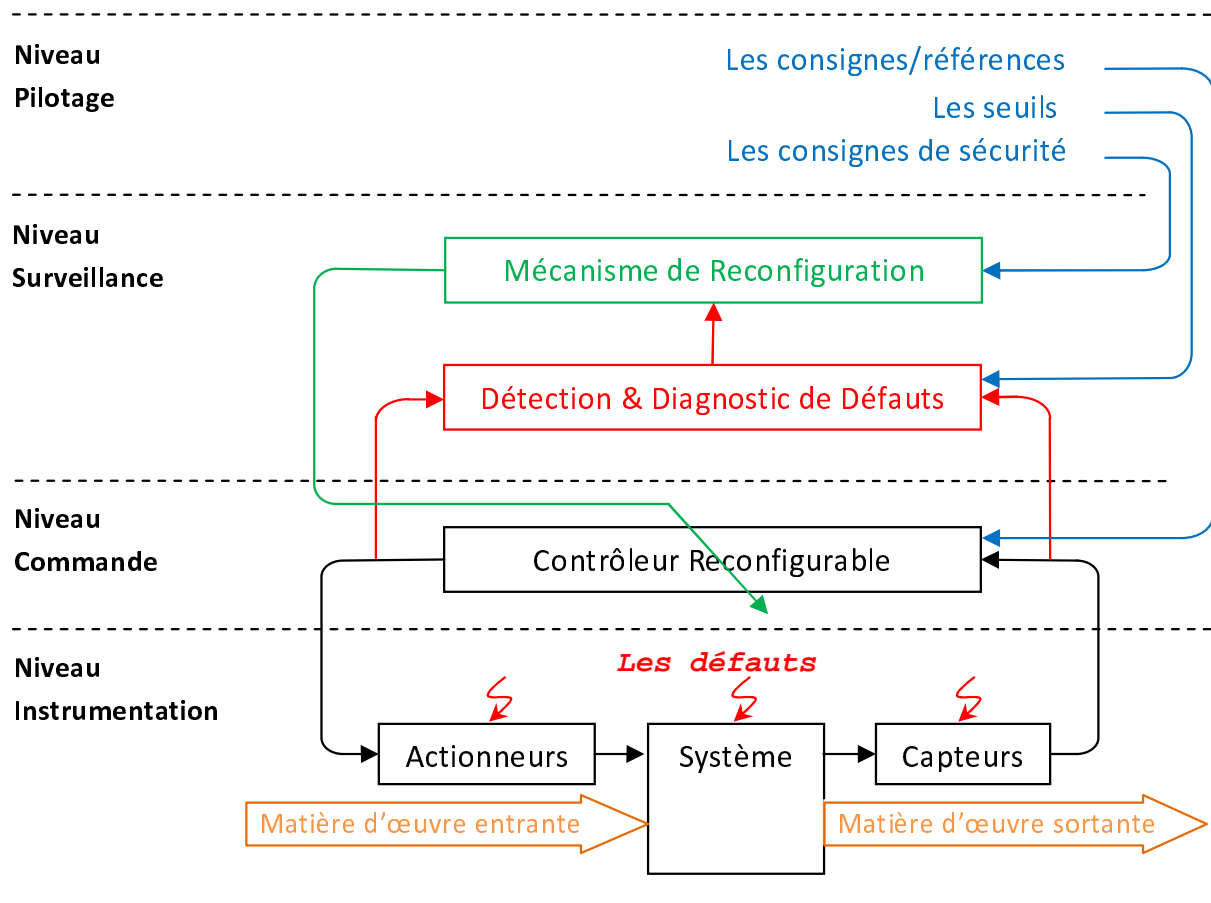 Niveau
Pilotage
Les consignes/références
Les seuils
Les consignes de sécurité
Niveau
Surveillance
Mécanisme de Reconfiguration
Détection & Diagnostic de Défauts
Niveau
Commande
Contrôleur Reconfigurable
Niveau
Instrumentation
Les défauts
Actionneurs
Système
Capteurs
Matière d’œuvre entrante
Matière d’œuvre sortante